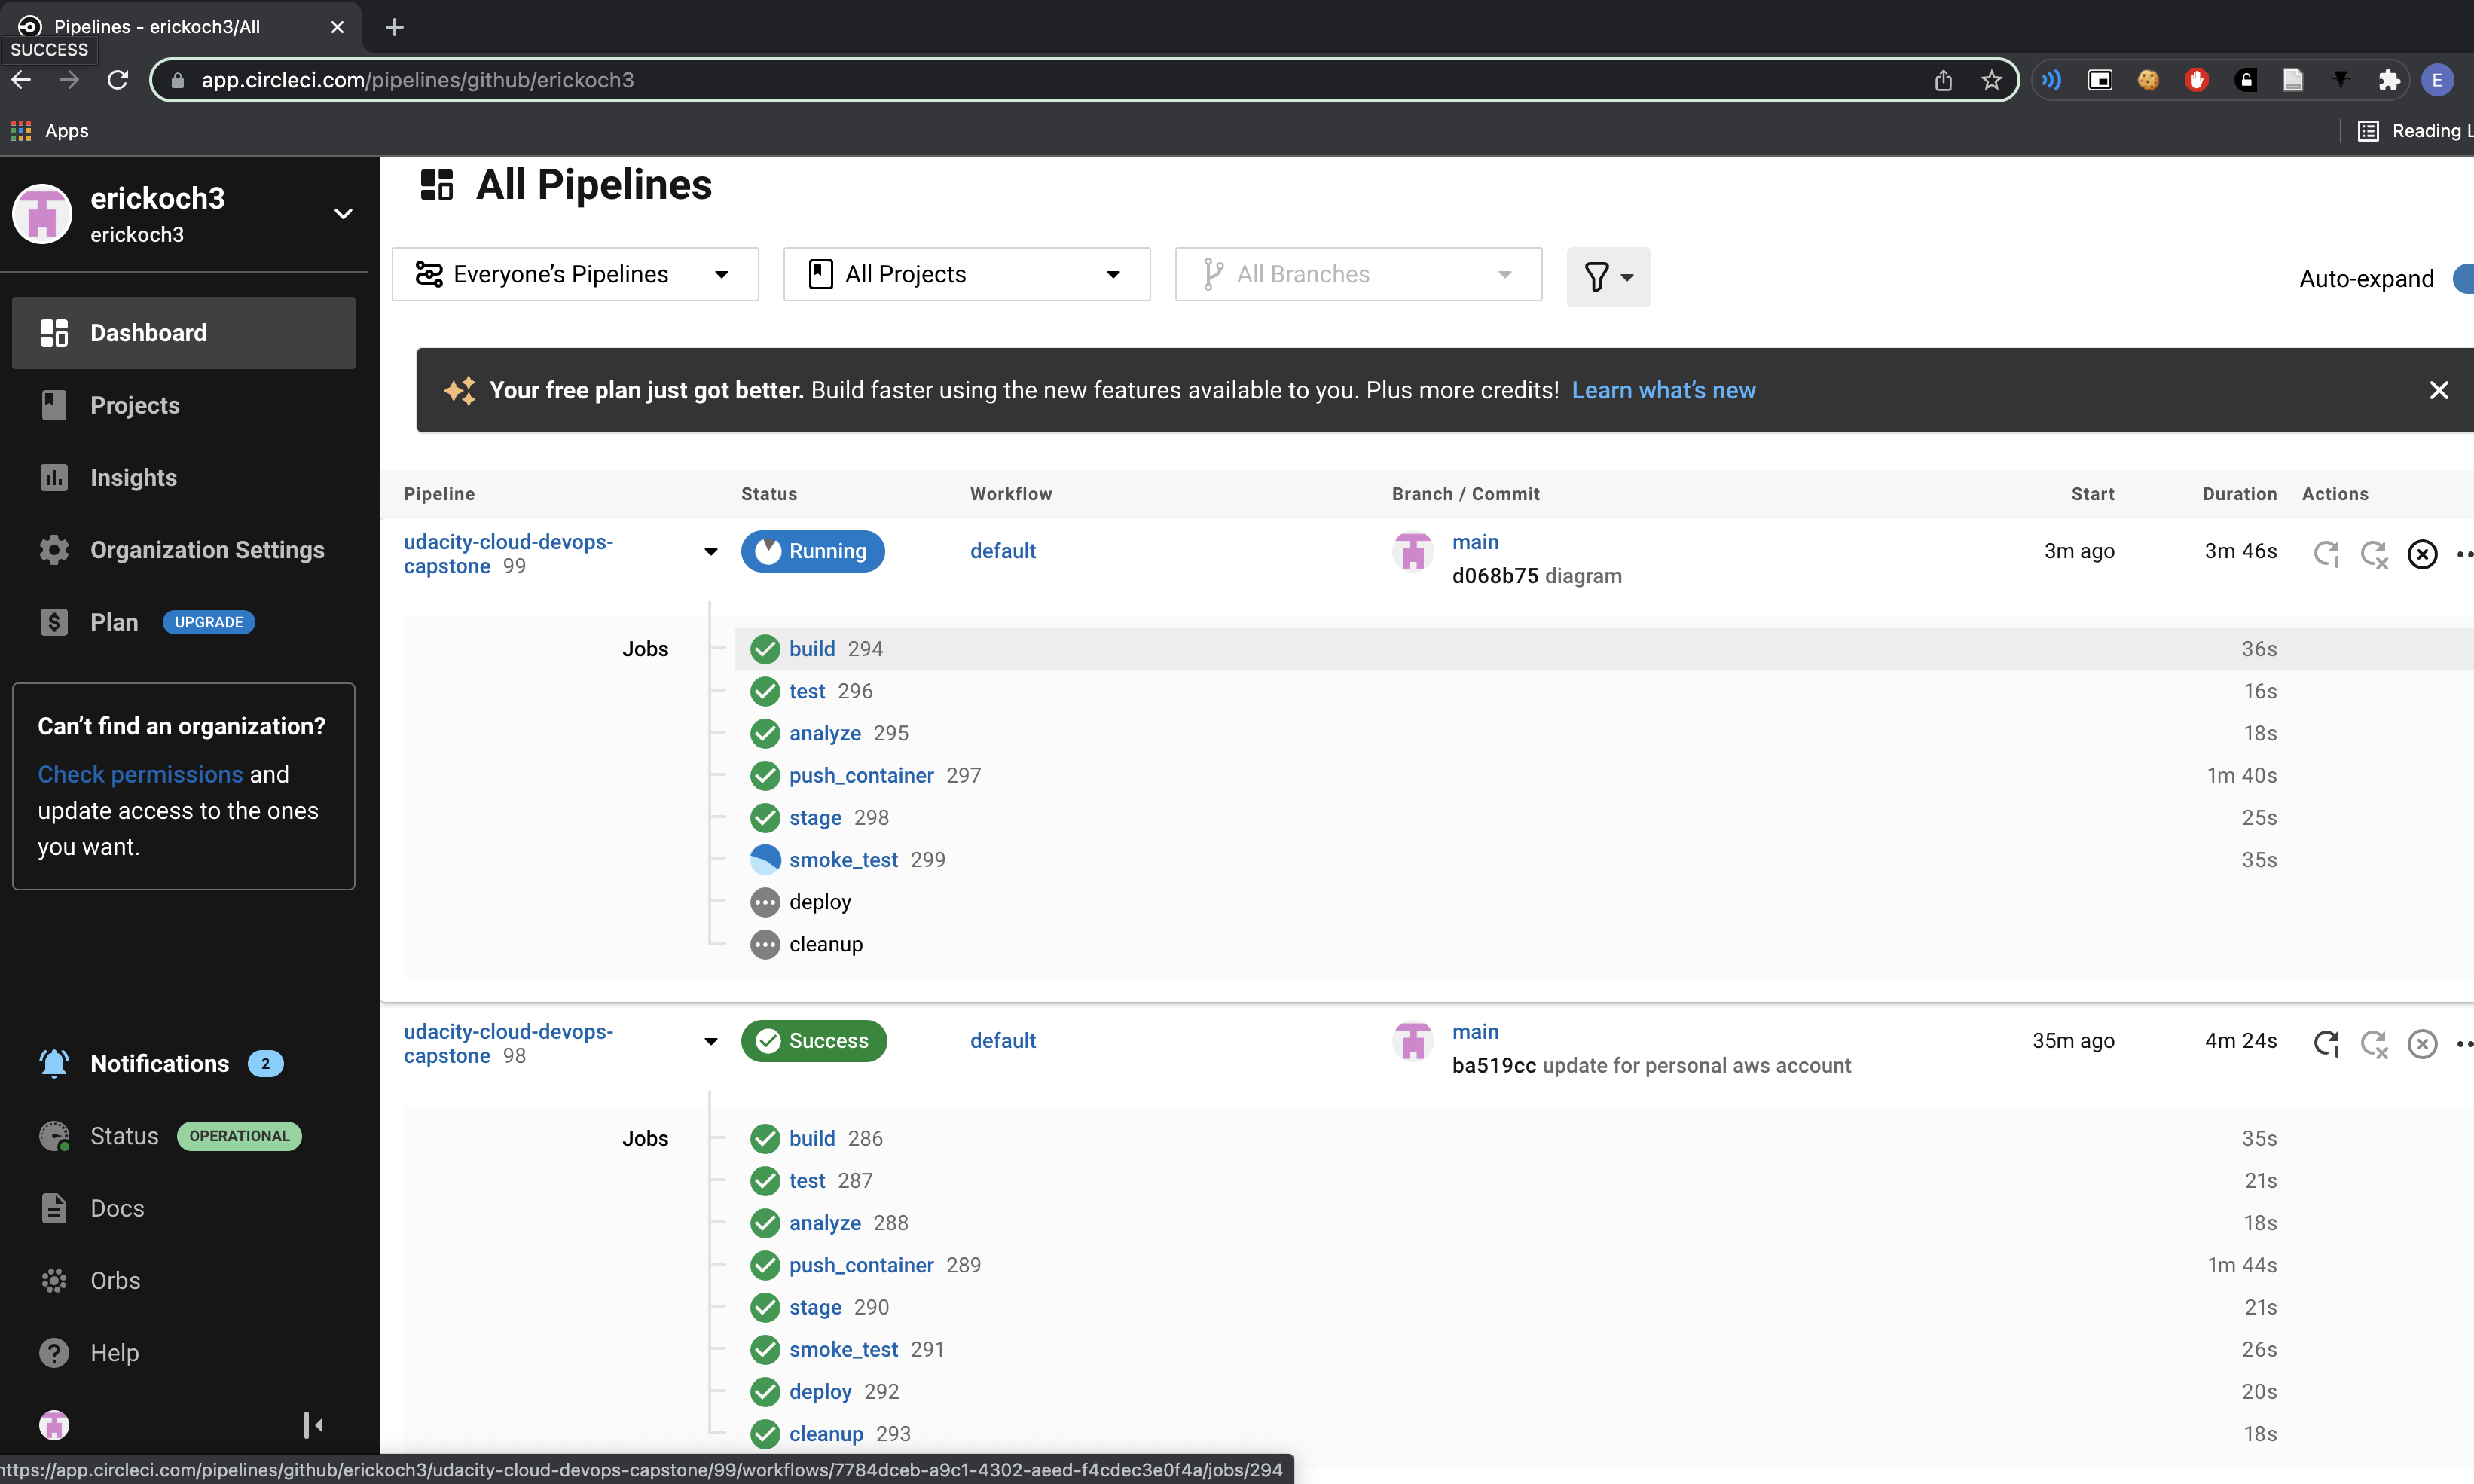 Pipelines - erickoch3/All
SUCCESS
app.circleci.com/pipelines/github/erickoch3
E
Apps
Reading L
erickoch3
erickoch3
Dashboard
Projects
Insights
Organization Settings
Plan UPGRADE
Can't find an organization?
Check permissions and
update access to the ones
you want.
Notifications 2
Status OPERATIONAL
Docs
Orbs
Help
All Pipelines
Everyone's Pipelines All Projects All Branches
Auto-expand
Your free plan just got better. Build faster using the new features available to you. Plus more credits! Learn what's new
Pipeline Status Workflow Branch / Commit Start Duration Actions
udacity-cloud-devops-
capstone 99
Running default main 3m ago 3m 46s
d068b75 diagram
Jobs build 294 36s
test 296 16s
analyze 295 18s
push_container 297 1m 40s
stage 298 25s
smoke_test 299 35s
deploy
cleanup
udacity-cloud-devops-
capstone 98
Success default main 35m ago 4m 24s
ba519cc update for personal aws account
Jobs build 286 35s
test 287 21s
analyze 288 18s
push_container 289 1m 44s
stage 290 21s
smoke_test 291 26s
deploy 292 20s
cleanup 293 18s
https://app.circleci.com/pipelines/github/erickoch3/udacity-cloud-devops-capstone/99/workflows/7784dceb-a9c1-4302-aeed-f4cdec3e0f4a/jobs/294